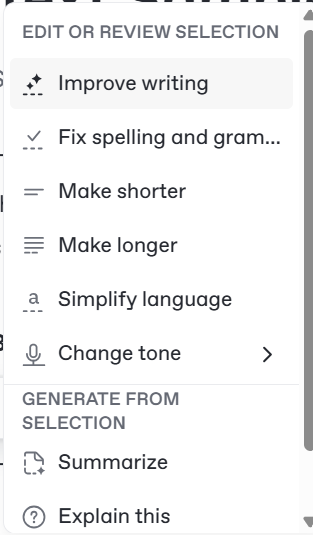 EDIT OR REVIEW SELECTION
Improve writing
Fix spelling and gram...
Make shorter
Make longer
a Simplify language
Change tone
GENERATE FROM
SELECTION
Summarize
? Explain this